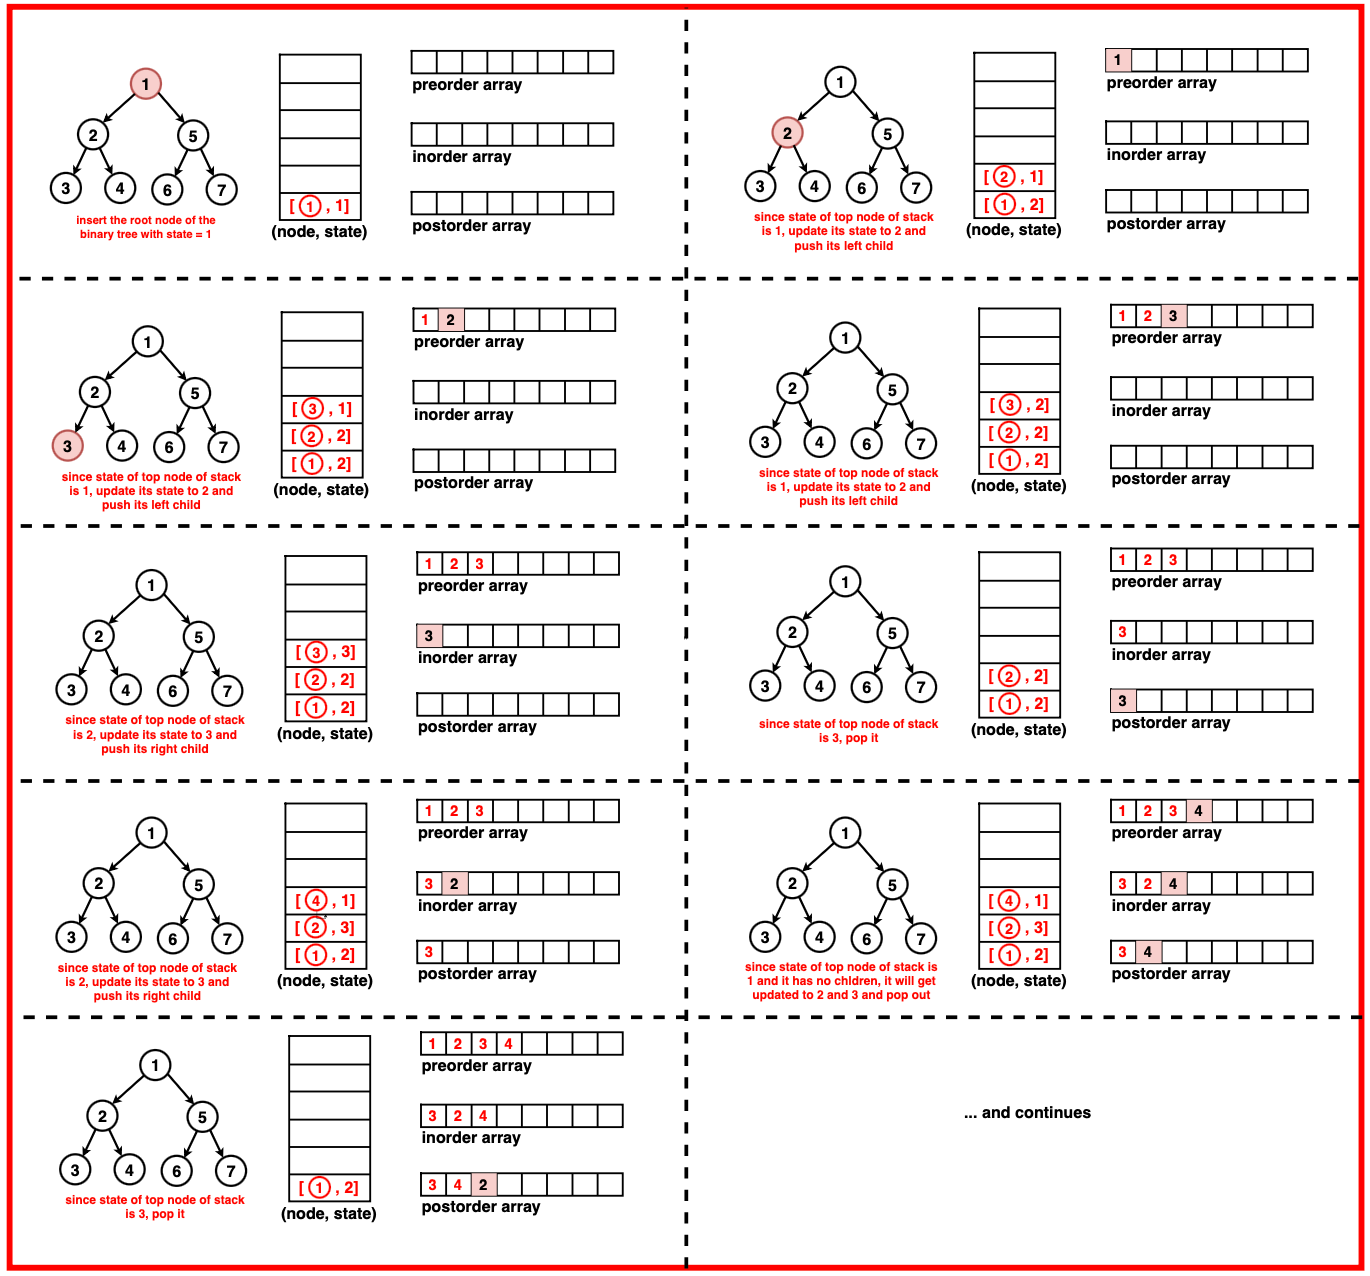 1
2 5
3 4 6 7
insert the root node of the
binary tree with state = 1
[ 1 , 1]
(node, state)
preorder array
inorder array
postorder array
1
2 5
3 4 6 7
since state of top node of stack
is 1, update its state to 2 and
push its left child
[ 2 , 1]
[ 1 , 2]
(node, state)
1
preorder array
inorder array
postorder array
1
2 5
3 4 6 7
since state of top node of stack
is 1, update its state to 2 and
push its left child
[ 3 , 1]
[ 2 , 2]
[ 1 , 2]
(node, state)
1 2
preorder array
inorder array
postorder array
1
2 5
3 4 6 7
since state of top node of stack
is 1, update its state to 2 and
push its left child
[ 3 , 2]
[ 2 , 2]
[ 1 , 2]
(node, state)
1 2 3
preorder array
inorder array
postorder array
1
2 5
3 4 6 7
since state of top node of stack
is 2, update its state to 3 and
push its right child
[ 3 , 3]
[ 2 , 2]
[ 1 , 2]
(node, state)
1 2 3
preorder array
3
inorder array
postorder array
1
2 5
3 4 6 7
since state of top node of stack
is 3, pop it
[ 2 , 2]
[ 1 , 2]
(node, state)
1 2 3
preorder array
3
inorder array
3
postorder array
1
2 5
3 4 6 7
since state of top node of stack
is 2, update its state to 3 and
push its right child
[ 4 , 1]
[ 2 , 3]
[ 1 , 2]
(node, state)
1 2 3
preorder array
3 2
inorder array
3
postorder array
1
2 5
3 4 6 7
since state of top node of stack is
1 and it has no chldren, it will get
updated to 2 and 3 and pop out
[ 4 , 1]
[ 2 , 3]
[ 1 , 2]
(node, state)
1 2 3 4
preorder array
3 2 4
inorder array
3 4
postorder array
1
2 5
3 4 6 7
since state of top node of stack
is 3, pop it
[ 1 , 2]
(node, state)
1 2 3 4
preorder array
3 2 4
inorder array
3 4 2
postorder array
... and continues